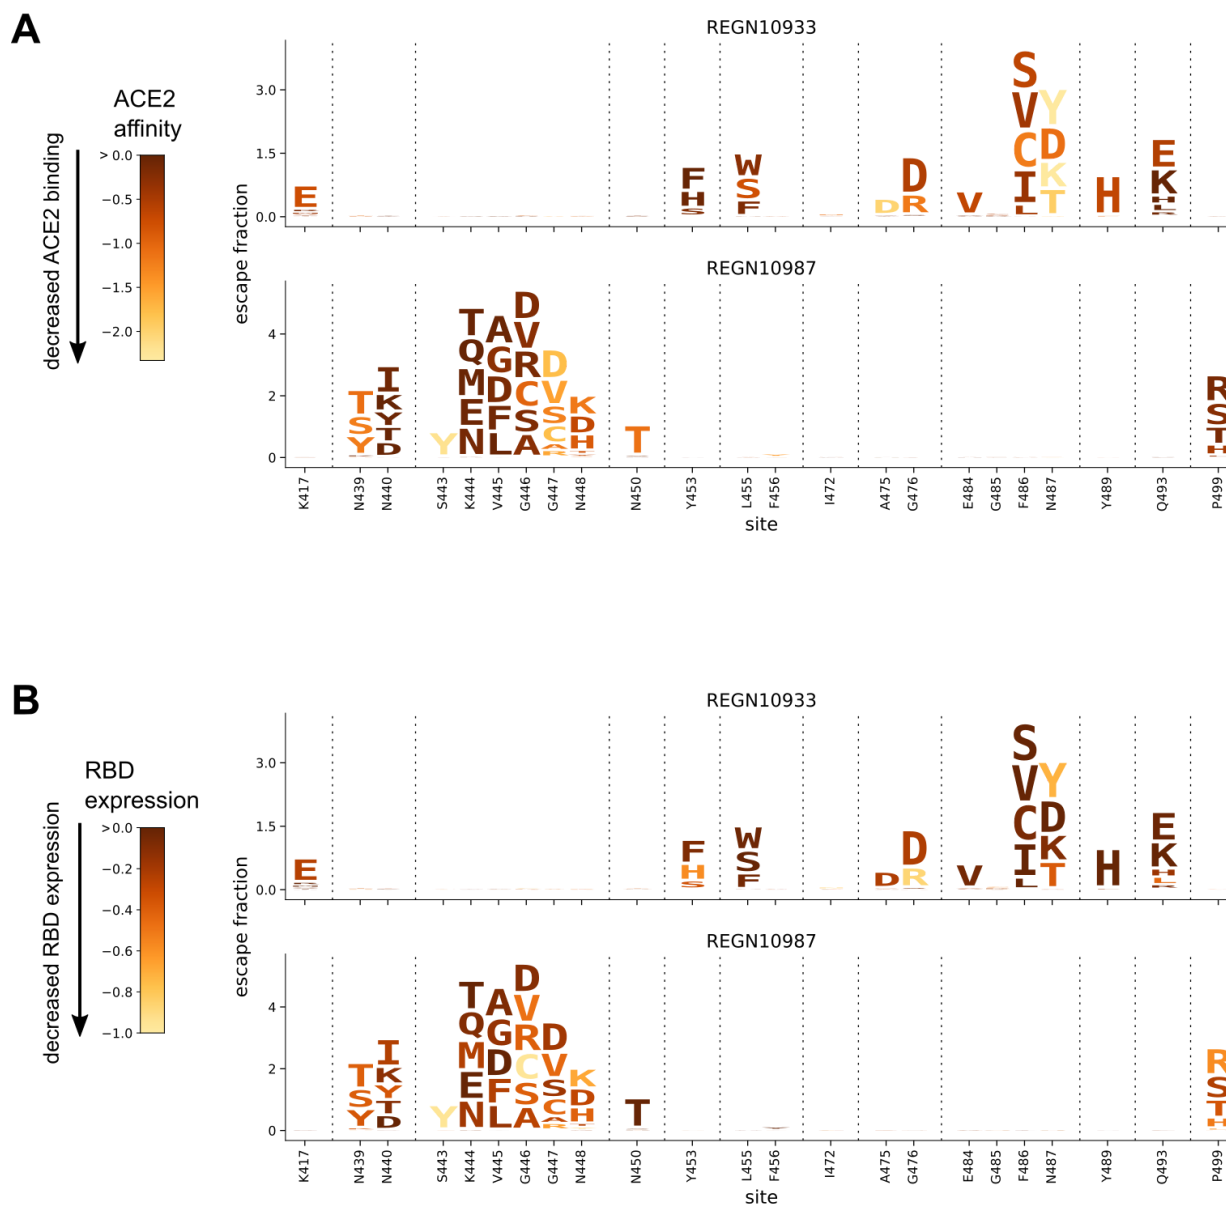 A
REGN10933
ACE2
affinity
decreased ACE2 binding
> 0.0
−0.5
−1.0
−1.5
−2.0
escape fraction
3.0
1.5
0.0
E
F
H
S
W
S
F
D
D
R
V
S
V
C
I
L
Y
D
K
T
H
E
K
H
L
R
REGN10987
4
2
0
T
S
Y
I
K
Y
T
D
Y
T
Q
M
E
N
A
G
D
F
L
D
V
R
C
S
A
D
V
S
C
A
R
K
D
H
T
R
S
T
H
K417 N439 N440 S443 K444 V445 G446 G447 N448 N450 Y453 L455 F456 I472 A475 G476 E484 G485 F486 N487 Y489 Q493 P499
site
B
REGN10933
RBD
expression
decreased RBD expression
> 0.0
−0.2
−0.4
−0.6
−0.8
−1.0
escape fraction
3.0
1.5
0.0
E
F
H
S
W
S
F
D
D
R
V
S
V
C
I
L
Y
D
K
T
H
E
K
H
L
R
REGN10987
4
2
0
T
S
Y
I
K
Y
T
D
Y
T
Q
M
E
N
A
G
D
F
L
D
V
R
C
S
A
D
V
S
C
A
R
K
D
H
T
R
S
T
H
K417 N439 N440 S443 K444 V445 G446 G447 N448 N450 Y453 L455 F456 I472 A475 G476 E484 G485 F486 N487 Y489 Q493 P499
site